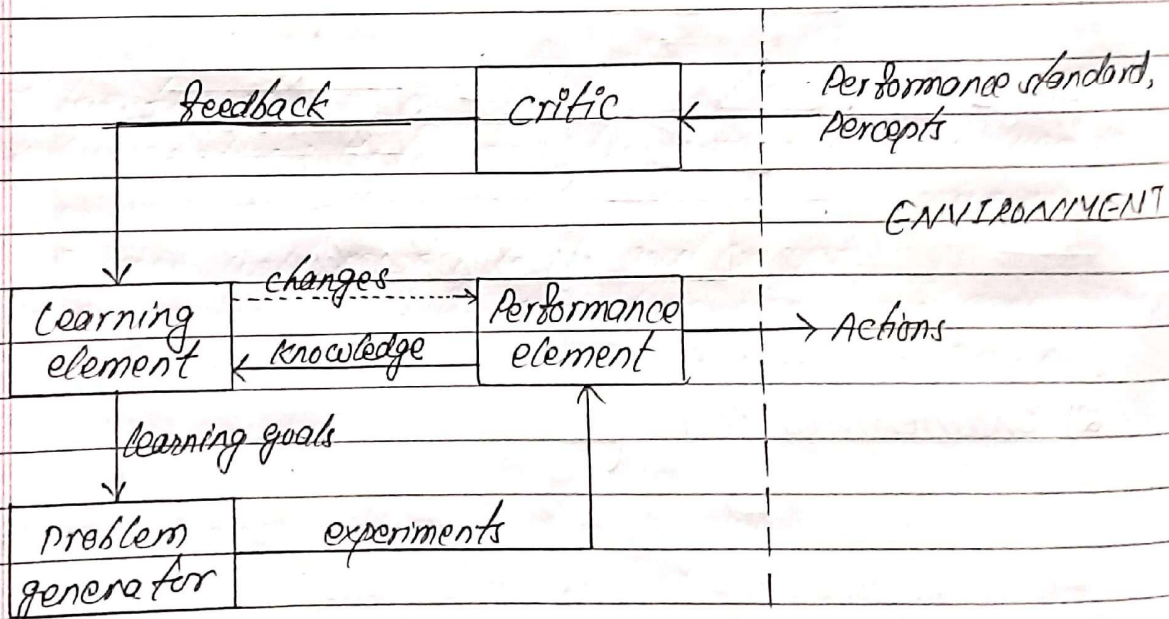 feedback
Critic
Performance standard,
Percepts
ENVIRONMENT
Learning
element
changes
knowledge
Performance
element
Actions
learning goals
Problem
generator
experiments